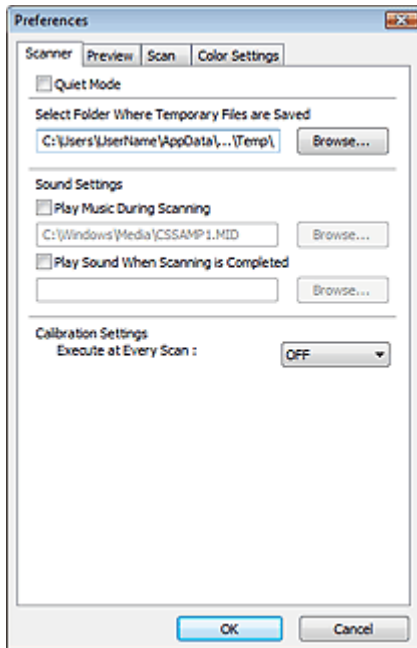 Preferences
Scanner Preview Scan Color Settings
Quiet Mode
Select Folder Where Temporary Files are Saved
C:\Users\UserName\AppData\...\Temp\ Browse...
Sound Settings
Play Music During Scanning
C:\Windows\Media\CSSAMP1.MID Browse...
Play Sound When Scanning is Completed
Browse...
Calibration Settings
Execute at Every Scan : OFF
OK Cancel